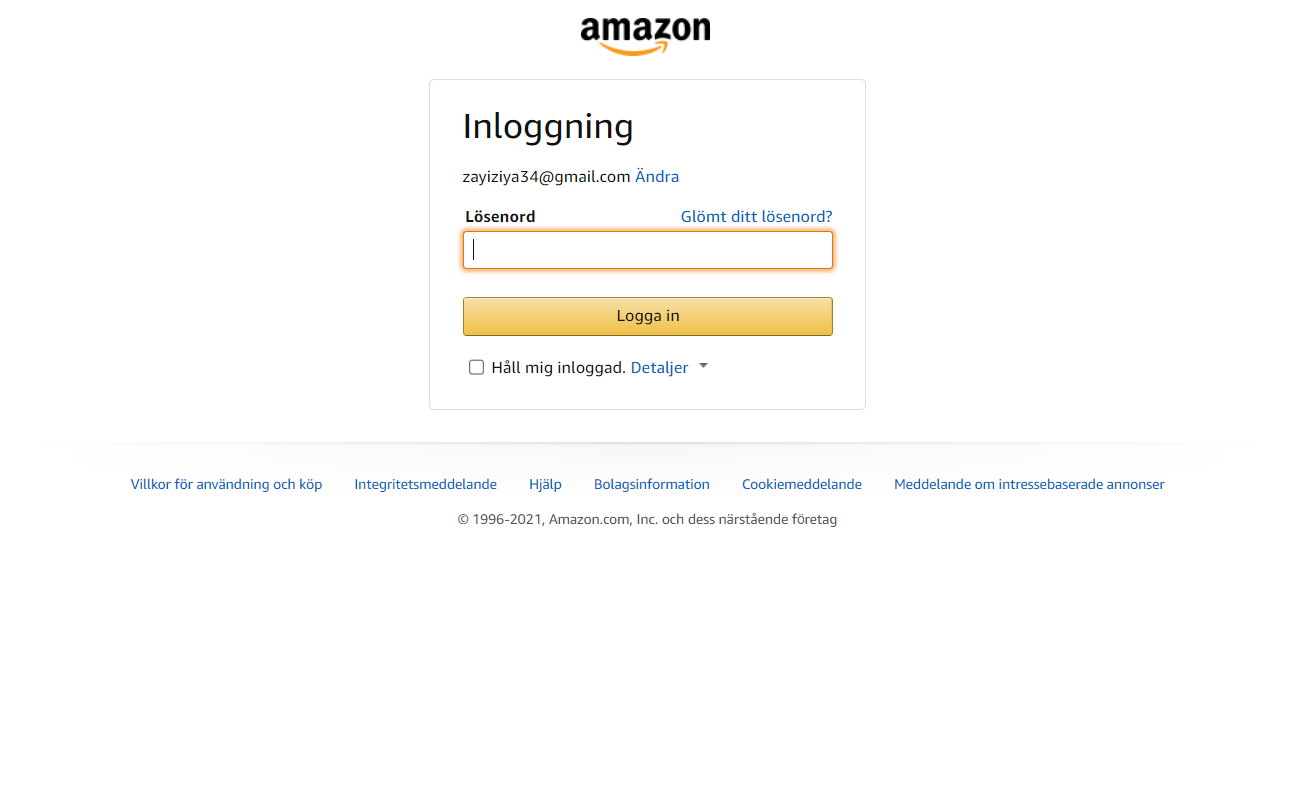 amazon
Inloggning
zayiziya34@gmail.com Ändra
Lösenord Glömt ditt lösenord?
Logga in
Håll mig inloggad. Detaljer
Villkor för användning och köp Integritetsmeddelande Hjälp Bolagsinformation Cookiemeddelande Meddelande om intressebaserade annonser
© 1996-2021, Amazon.com, Inc. och dess närstående företag